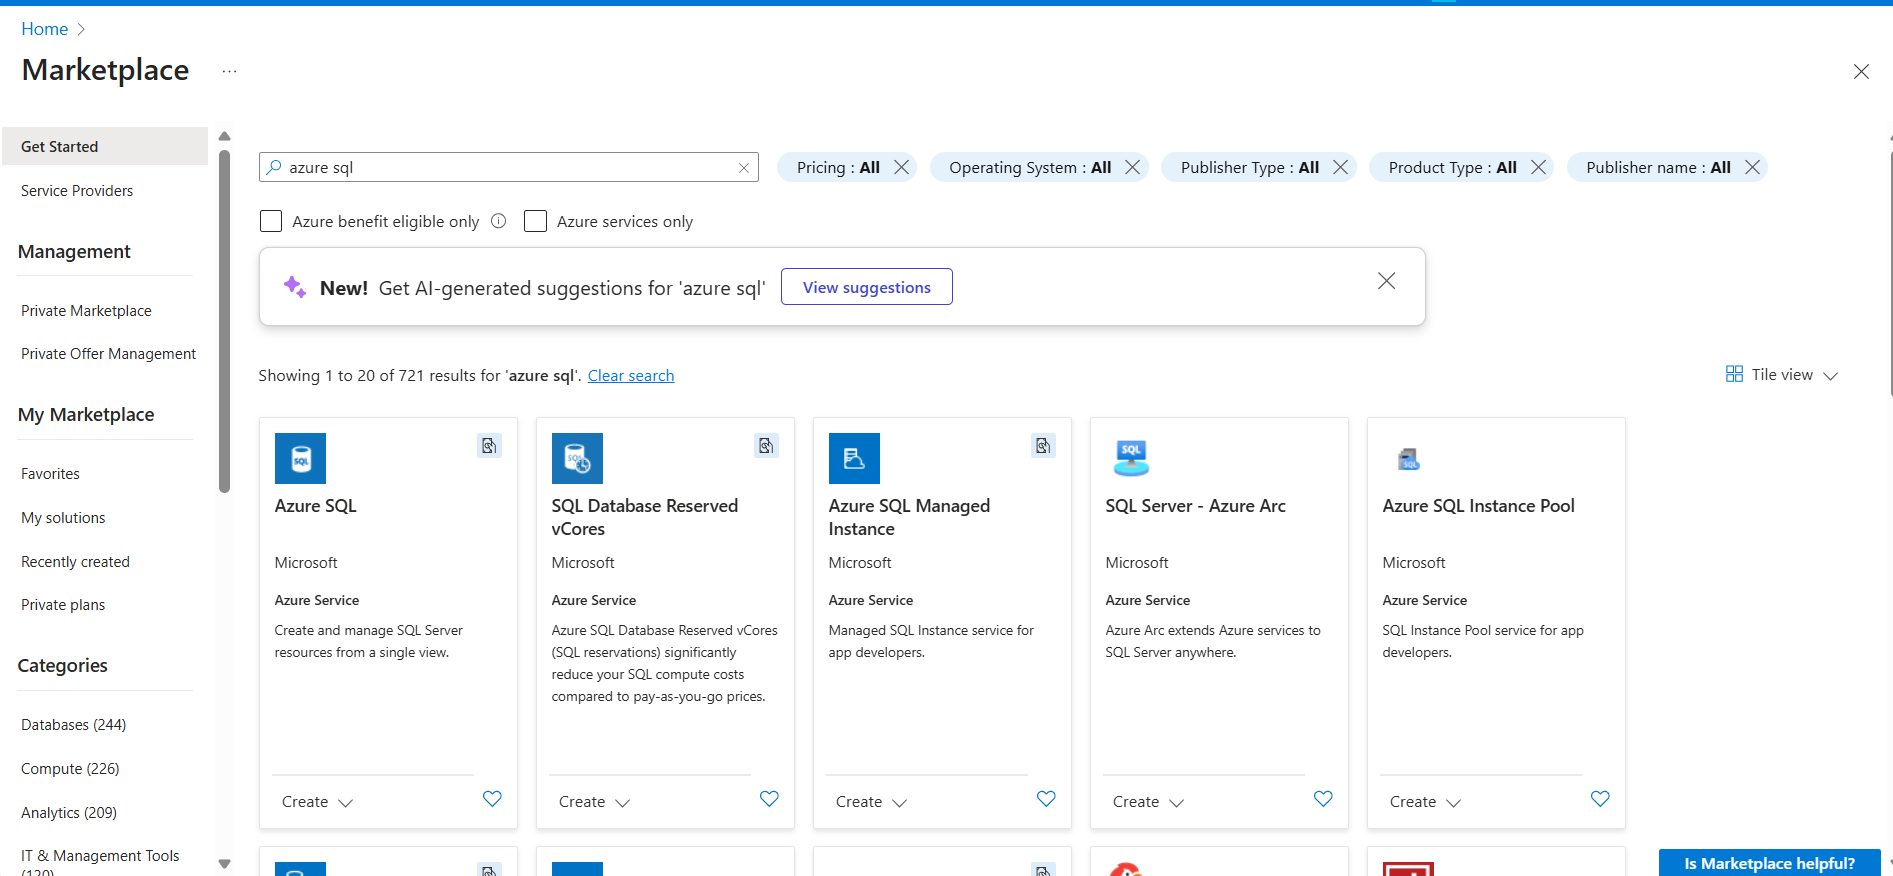 Home
Marketplace
...
Get Started
Service Providers
Management
Private Marketplace
Private Offer Management
My Marketplace
Favorites
My solutions
Recently created
Private plans
Categories
Databases (244)
Compute (226)
Analytics (209)
IT & Management Tools
(120)
azure sql
Pricing : All
Operating System : All
Publisher Type : All
Product Type : All
Publisher name : All
Azure benefit eligible only
Azure services only
New! Get AI-generated suggestions for 'azure sql'
View suggestions
Showing 1 to 20 of 721 results for 'azure sql'. Clear search
Tile view
SQL
Azure SQL
Microsoft
Azure Service
Create and manage SQL Server
resources from a single view.
Create
SQL
SQL Database Reserved
vCores
Microsoft
Azure Service
Azure SQL Database Reserved vCores
(SQL reservations) significantly
reduce your SQL compute costs
compared to pay-as-you-go prices.
Create
Azure SQL Managed
Instance
Microsoft
Azure Service
Managed SQL Instance service for
app developers.
Create
SQL
SQL Server - Azure Arc
Microsoft
Azure Service
Azure Arc extends Azure services to
SQL Server anywhere.
Create
SQL
Azure SQL Instance Pool
Microsoft
Azure Service
SQL Instance Pool service for app
developers.
Create
Is Marketplace helpful?